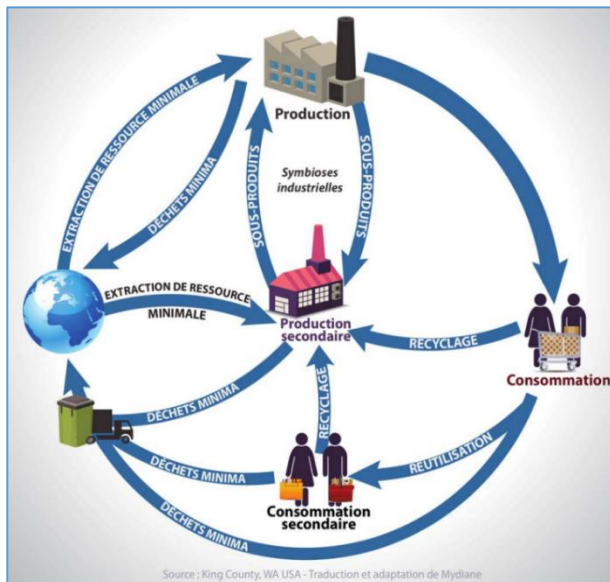 EXTRACTION DE RESSOURCE MINIMALE
Production
DÉCHETS MINIMA
SOUS-PRODUITS
Symbioses
industrielles
SOUS-PRODUITS
EXTRACTION DE RESSOURCE
MINIMALE
Production
secondaire
RECYCLAGE
Consommation
DÉCHETS MINIMA
RECYCLAGE
RÉUTILISATION
DÉCHETS MINIMA
Consommation
secondaire
DÉCHETS MINIMA
Source : King County, WA USA - Traduction et adaptation de Mydiane